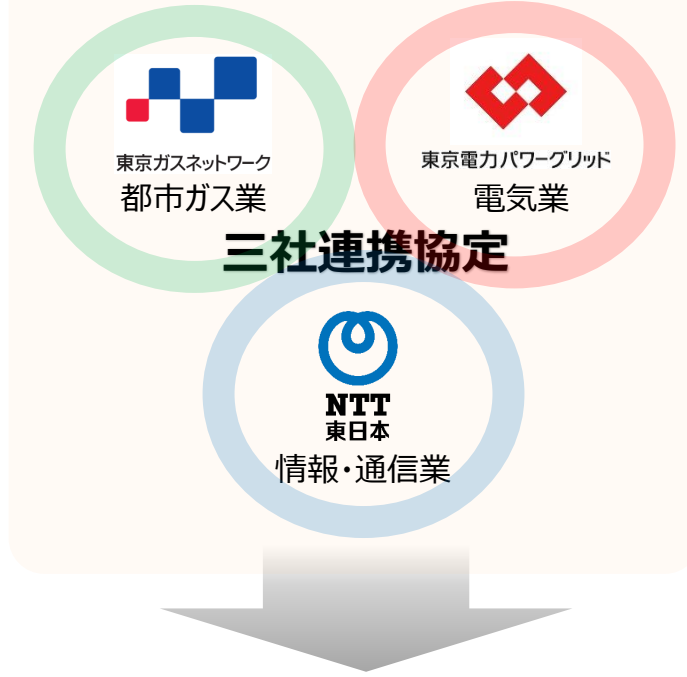 東京ガスネットワーク
都市ガス業
東京電力パワーグリッド
電気業
三社連携協定
NTT
東日本
情報・通信業